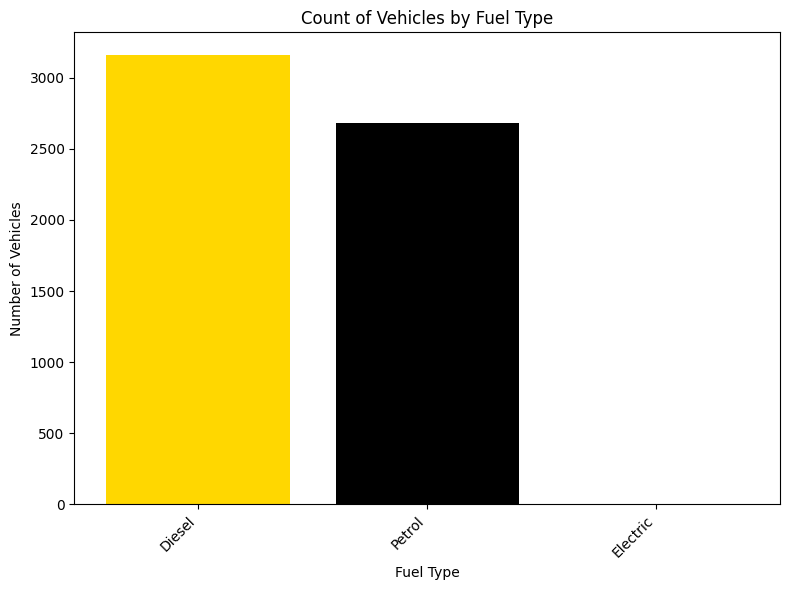 Count of Vehicles by Fuel Type
Number of Vehicles
3000
2500
2000
1500
1000
500
0
Diesel
Petrol
Electric
Fuel Type